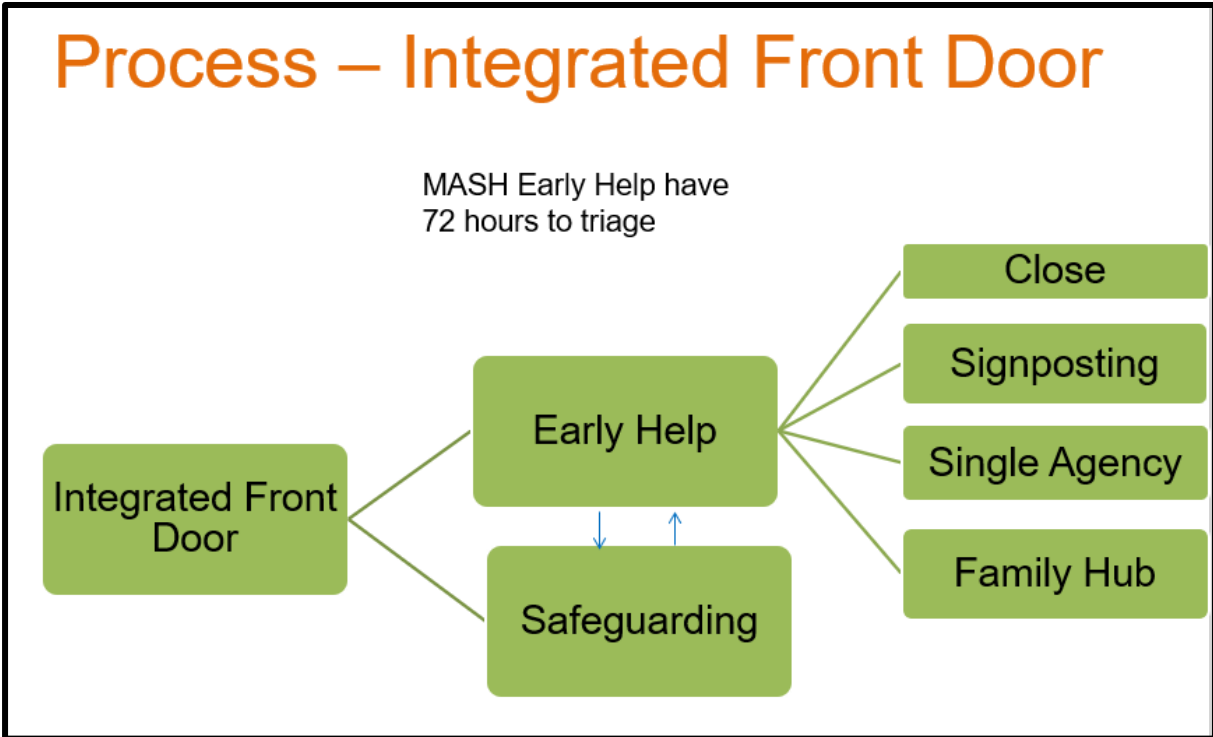 Process – Integrated Front Door
MASH Early Help have
72 hours to triage
Integrated Front
Door
Early Help
Safeguarding
Close
Signposting
Single Agency
Family Hub